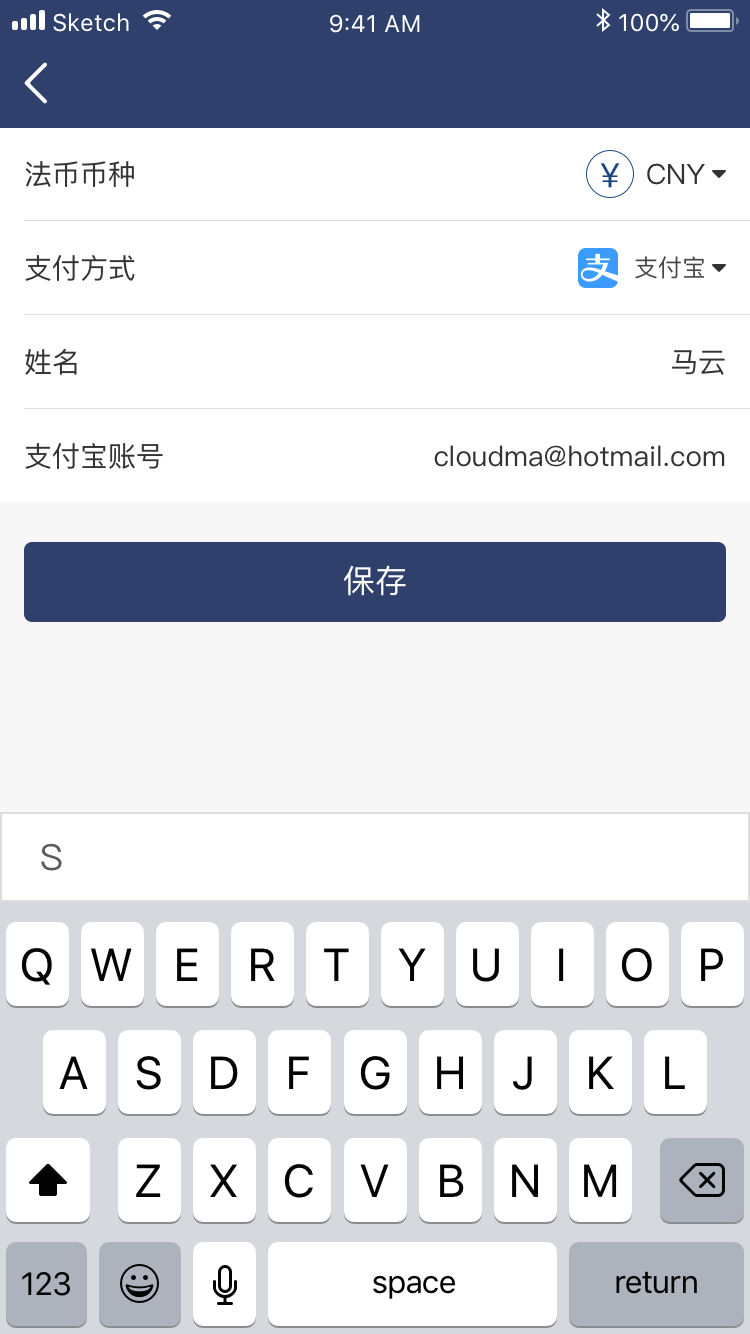 Sketch 9:41 AM 100%
法币币种 ¥ CNY
支付方式 支 支付宝
姓名 马云
支付宝账号 cloudma@hotmail.com
保存
S
Q W E R T Y U I O P
A S D F G H J K L
Z X C V B N M
123 space return